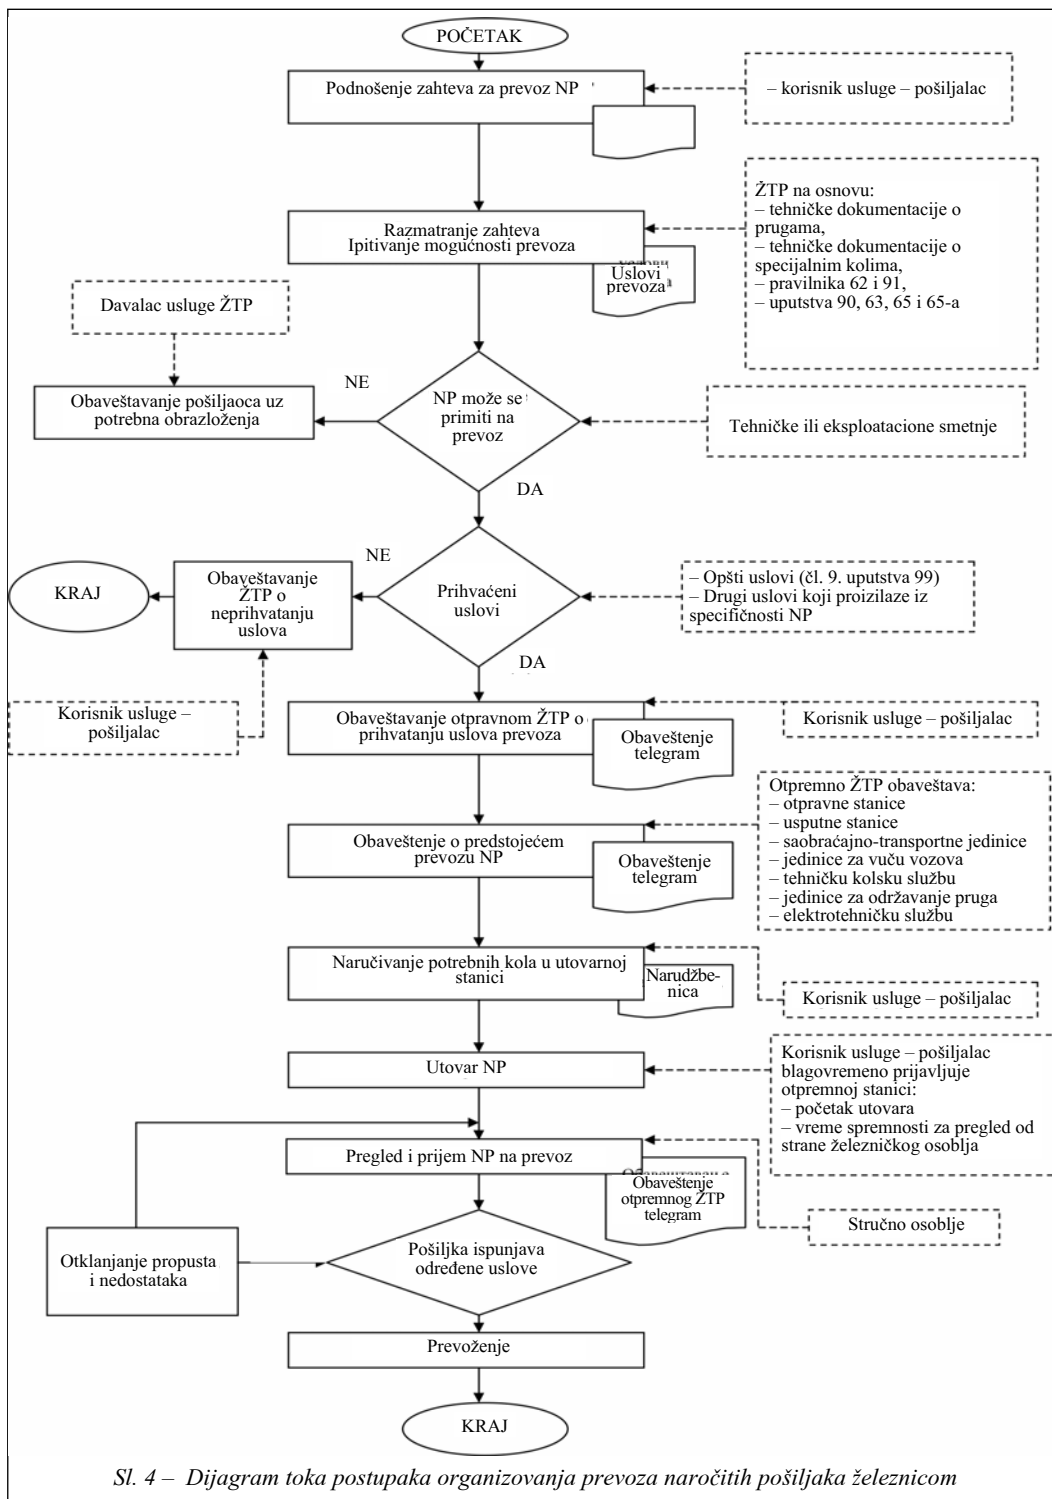 POČETAK
Podnošenje zahteva za prevoz NP
– korisnik usluge – pošiljalac
Razmatranje zahteva
Ipitivanje mogućnosti prevoza
Uslovi
prevoza
ŽTP na osnovu:
– tehničke dokumentacije o
prugama,
– tehničke dokumentacije o
specijalnim kolima,
– pravilnika 62 i 91,
– uputstva 90, 63, 65 i 65-a
Davalac usluge ŽTP
NE
Obaveštavanje pošiljaoca uz
potrebna obrazloženja
NP može se
primiti na
prevoz
Tehničke ili eksploatacione smetnje
DA
NE
KRAJ
Obaveštavanje
ŽTP o
neprihvatanju
uslova
Prihvaćeni
uslovi
– Opšti uslovi (čl. 9. uputstva 99)
– Drugi uslovi koji proizilaze iz
specifičnosti NP
DA
Korisnik usluge –
pošiljalac
Obaveštavanje otpravnom ŽTP o
prihvatanju uslova prevoza
Obaveštenje
telegram
Korisnik usluge – pošiljalac
Obaveštenje o predstojećem
prevozu NP
Obaveštenje
telegram
Otpremno ŽTP obaveštava:
– otpravne stanice
– usputne stanice
– saobraćajno-transportne jedinice
– jedinice za vuču vozova
– tehničku kolsku službu
– jedinice za održavanje pruga
– elektrotehničku službu
Naručivanje potrebnih kola u utovarnoj
stanici
Narudžbe-
nica
Korisnik usluge – pošiljalac
Utovar NP
Korisnik usluge – pošiljalac
blagovremeno prijavljuje
otpremnoj stanici:
– početak utovara
– vreme spremnosti za pregled od
strane železničkog osoblja
Pregled i prijem NP na prevoz
Obaveštenje
otpremnog ŽTP
telegram
Stručno osoblje
Otklanjanje propusta
i nedostataka
Pošiljka ispunjava
određene uslove
Prevoženje
KRAJ
Sl. 4 – Dijagram toka postupaka organizovanja prevoza naročitih pošiljaka železnicom